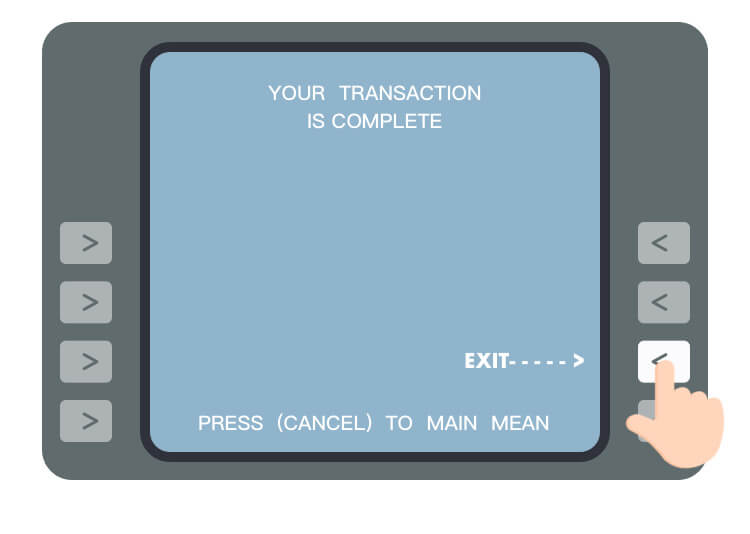 YOUR TRANSACTION
IS COMPLETE
EXIT----->
PRESS (CANCEL) TO MAIN MEAN